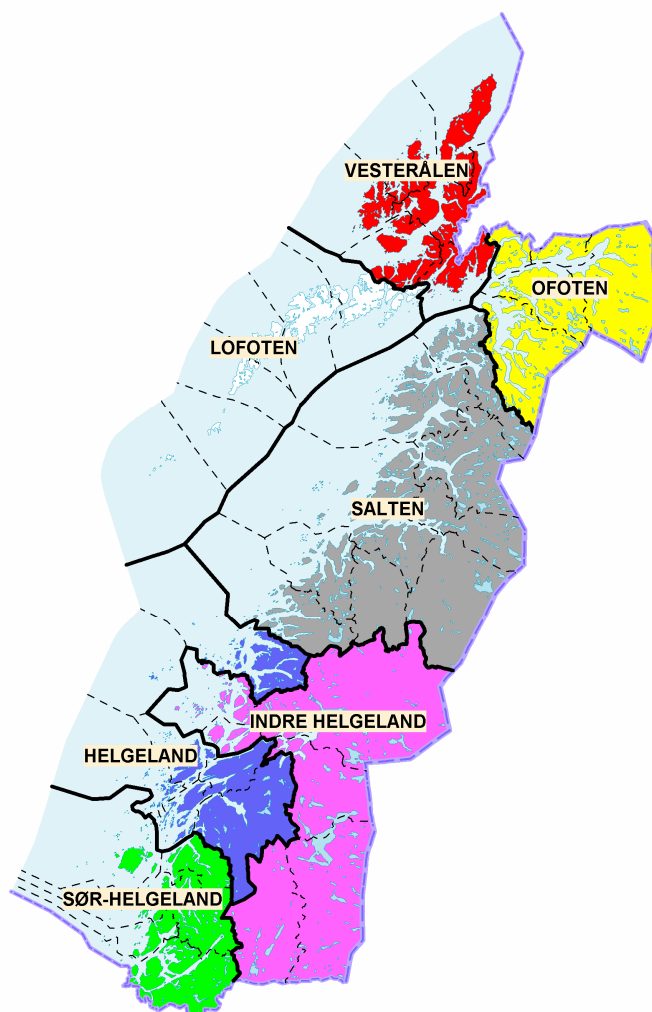 VESTERÅLEN
OFOTEN
LOFOTEN
SALTEN
INDRE HELGELAND
HELGELAND
SØR-HELGELAND